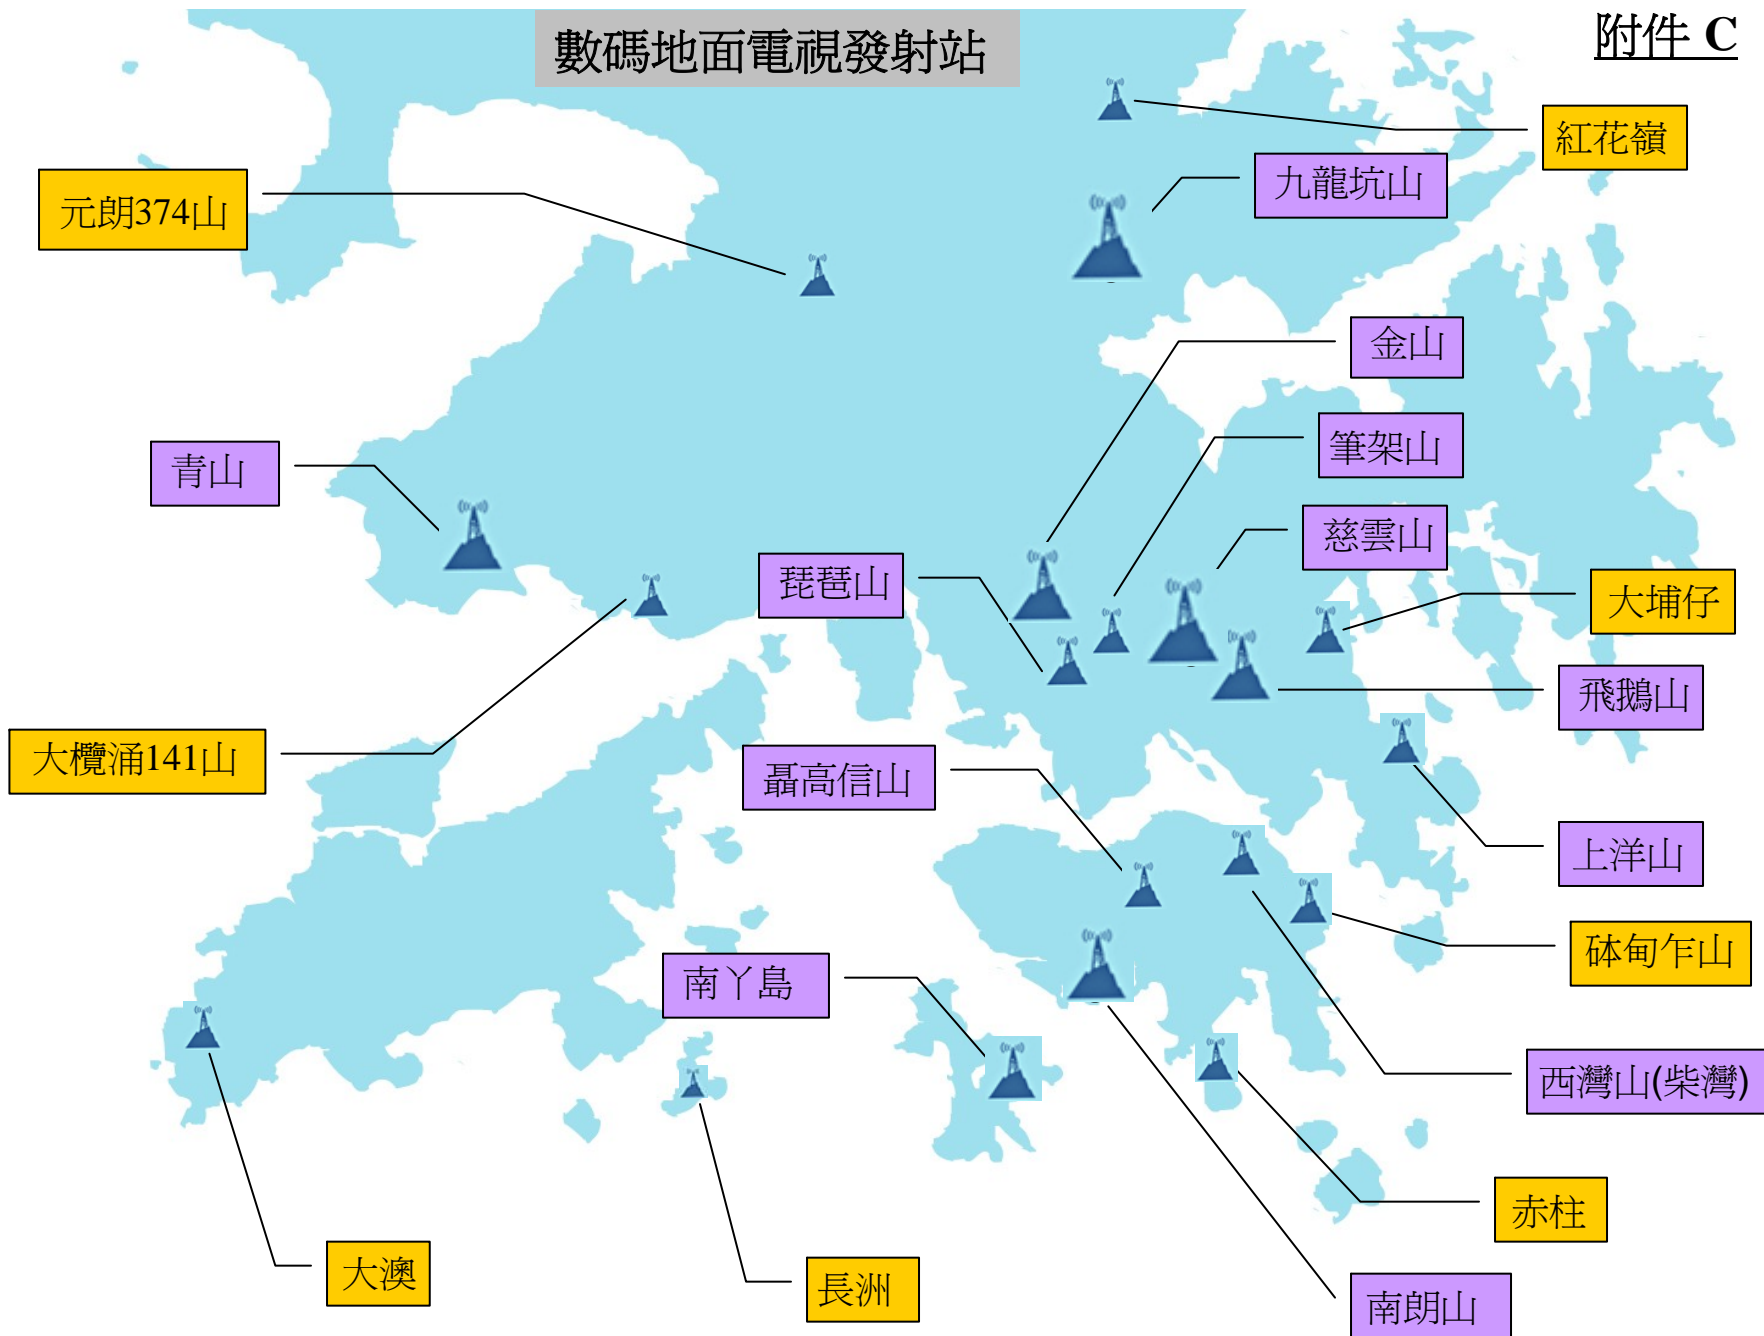 數碼地面電視發射站
附件 C
紅花嶺
九龍坑山
元朗374山
金山
筆架山
青山
慈雲山
琵琶山
大埔仔
飛鵝山
大欖涌141山
聶高信山
上洋山
砵甸乍山
南丫島
西灣山(柴灣)
赤柱
大澳
長洲
南朗山